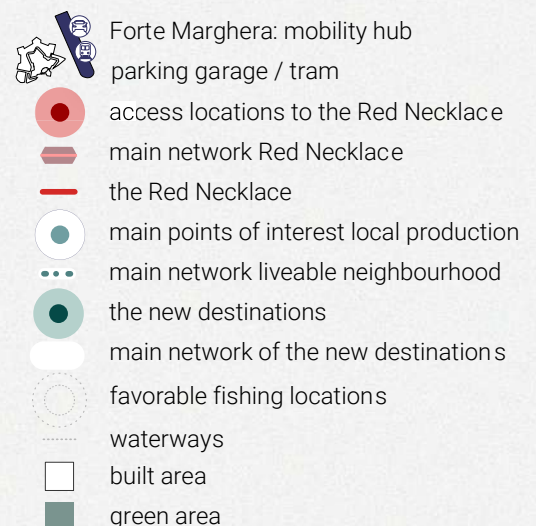 Forte Marghera: mobility hub
parking garage / tram
access locations to the Red Necklace
main network Red Necklace
the Red Necklace
main points of interest local production
main network liveable neighbourhood
the new destinations
main network of the new destinations
favorable fishing locations
waterways
built area
green area